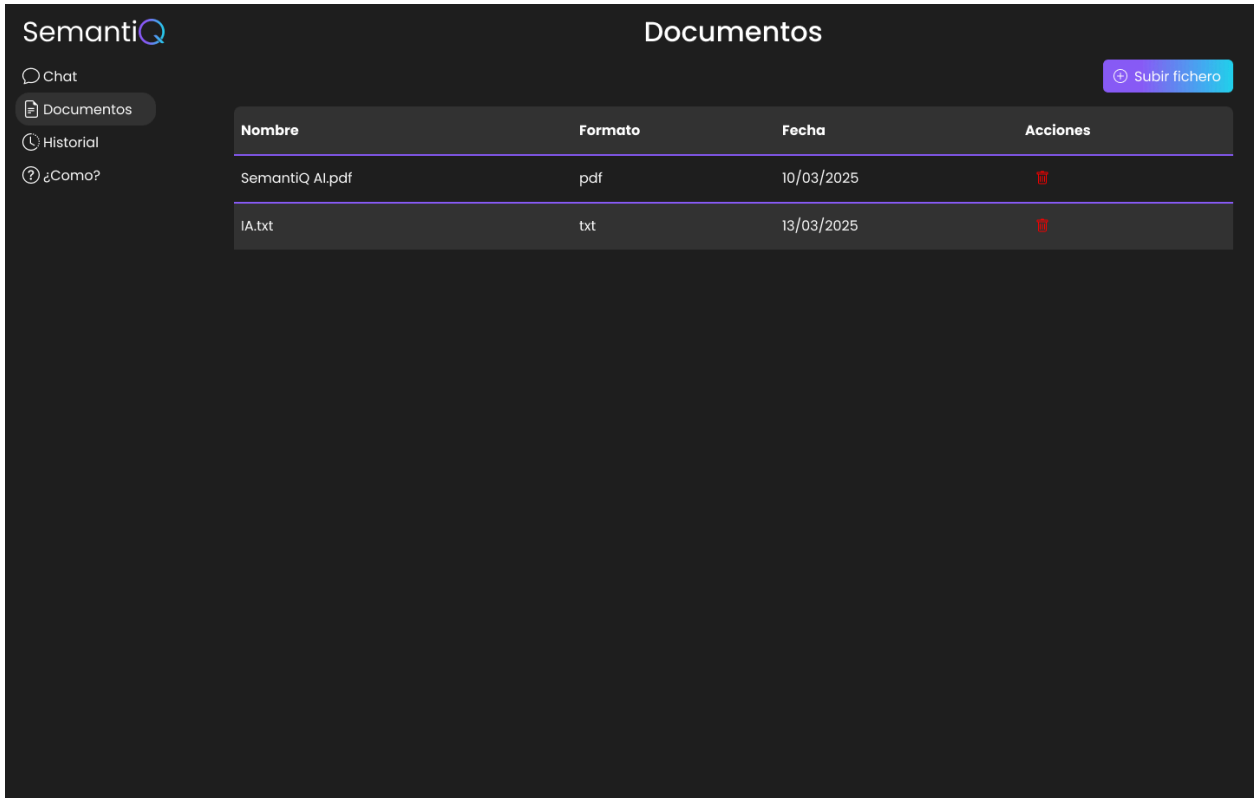 SemantiQ
Documentos
Chat
Documentos
Historial
¿Como?
Subir fichero
Nombre Formato Fecha Acciones
SemantiQ AI.pdf pdf 10/03/2025
IA.txt txt 13/03/2025